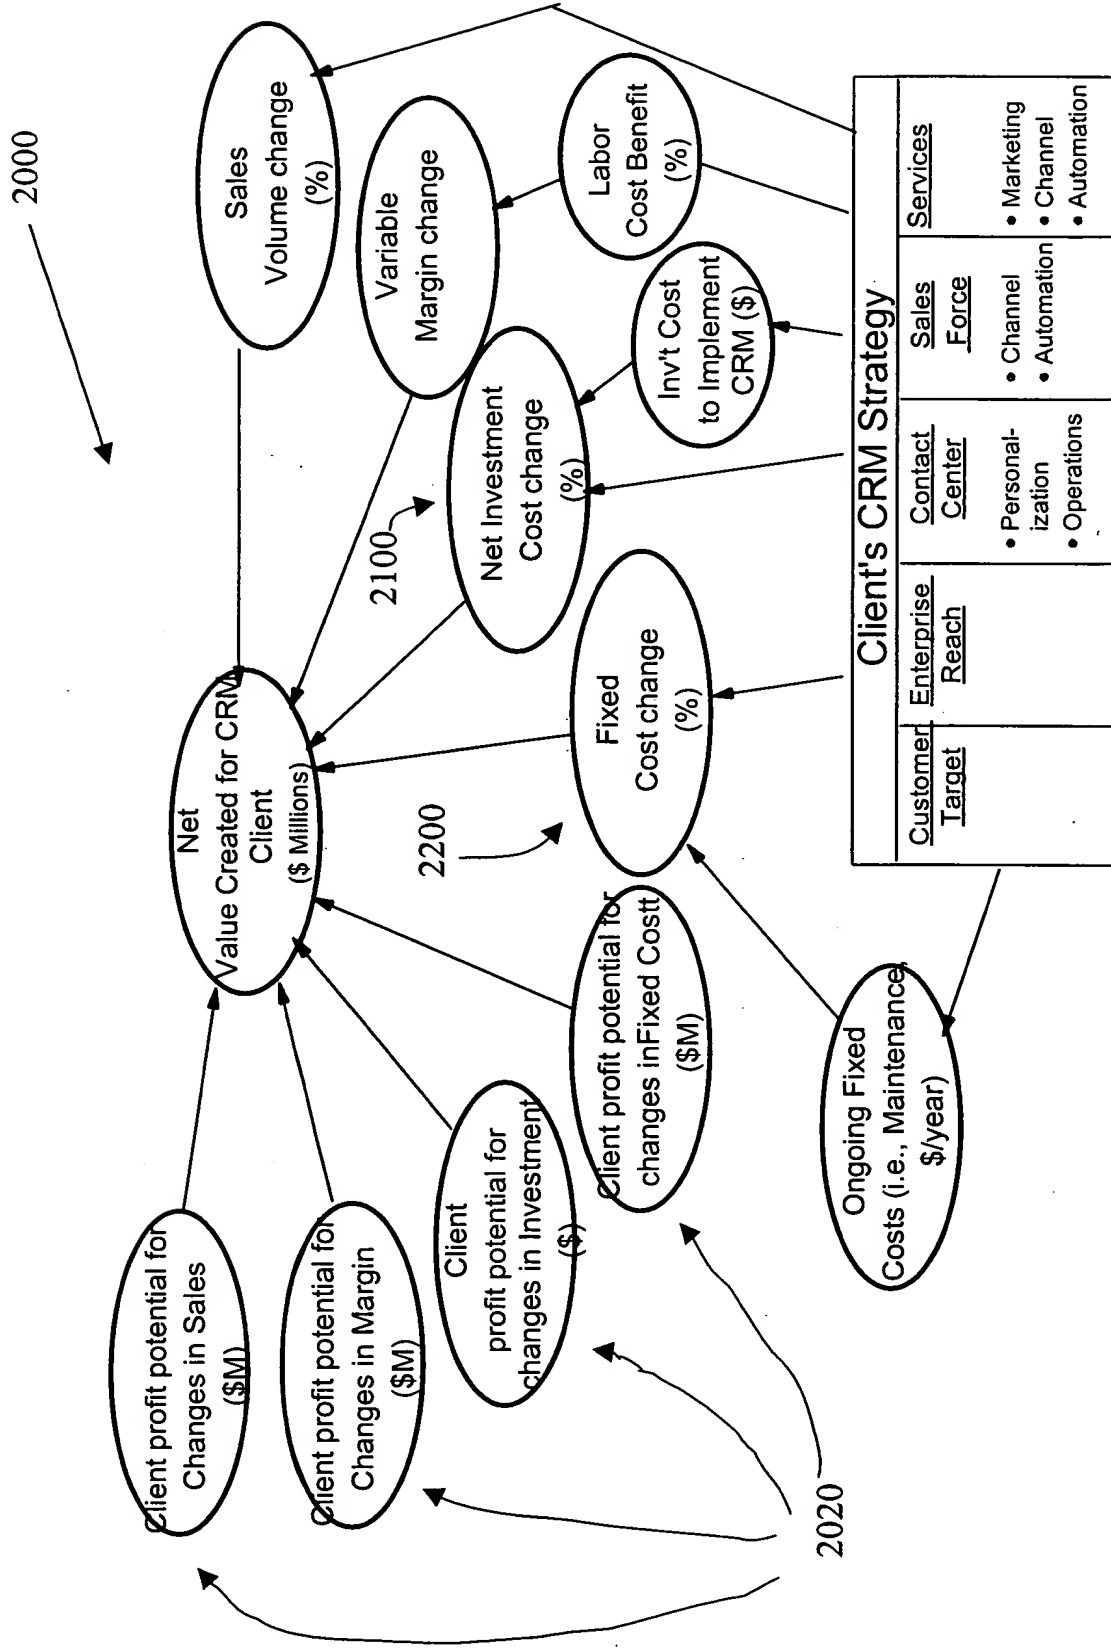 2000
Client profit potential for
Changes in Sales
($M)
Net
Value Created for CRM
Client
($ Millions)
Sales
Volume change
(%)
Client profit potential for
Changes in Margin
($M)
Variable
Margin change
2100
Client
profit potential for
changes in Investment
($)
Net Investment
Cost change
(%)
2200
Client profit potential for
changes inFixed Costt
($M)
Fixed
Cost change
(%)
Inv't Cost
to Implement
CRM ($)
Labor
Cost Benefit
(%)
2020
Ongoing Fixed
Costs (i.e., Maintenance,
$/year)
Client's CRM Strategy
Customer
Target
Enterprise
Reach
Contact
Center
• Personal-
ization
• Operations
Sales
Force
• Channel
• Automation
Services
• Marketing
• Channel
• Automation